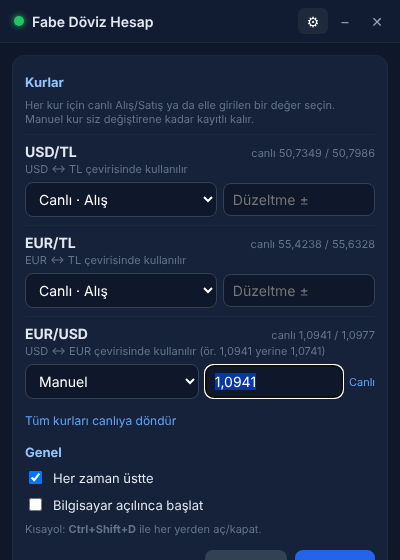 Fabe Döviz Hesap
Kurlar
Her kur için canlı Alış/Satış ya da elle girilen bir değer seçin.
Manuel kur siz değiştirene kadar kayıtlı kalır.
USD/TL
canlı 50,7349 / 50,7986
USD ↔ TL çevirisinde kullanılır
Canlı · Alış
Düzeltme ±
EUR/TL
canlı 55,4238 / 55,6328
EUR ↔ TL çevirisinde kullanılır
Canlı · Alış
Düzeltme ±
EUR/USD
canlı 1,0941 / 1,0977
USD ↔ EUR çevirisinde kullanılır (ör. 1,0941 yerine 1,0741)
Manuel
1,0941
Canlı
Tüm kurları canlıya döndür
Genel
Her zaman üstte
Bilgisayar açılınca başlat
Kısayol: Ctrl+Shift+D ile her yerden aç/kapat.